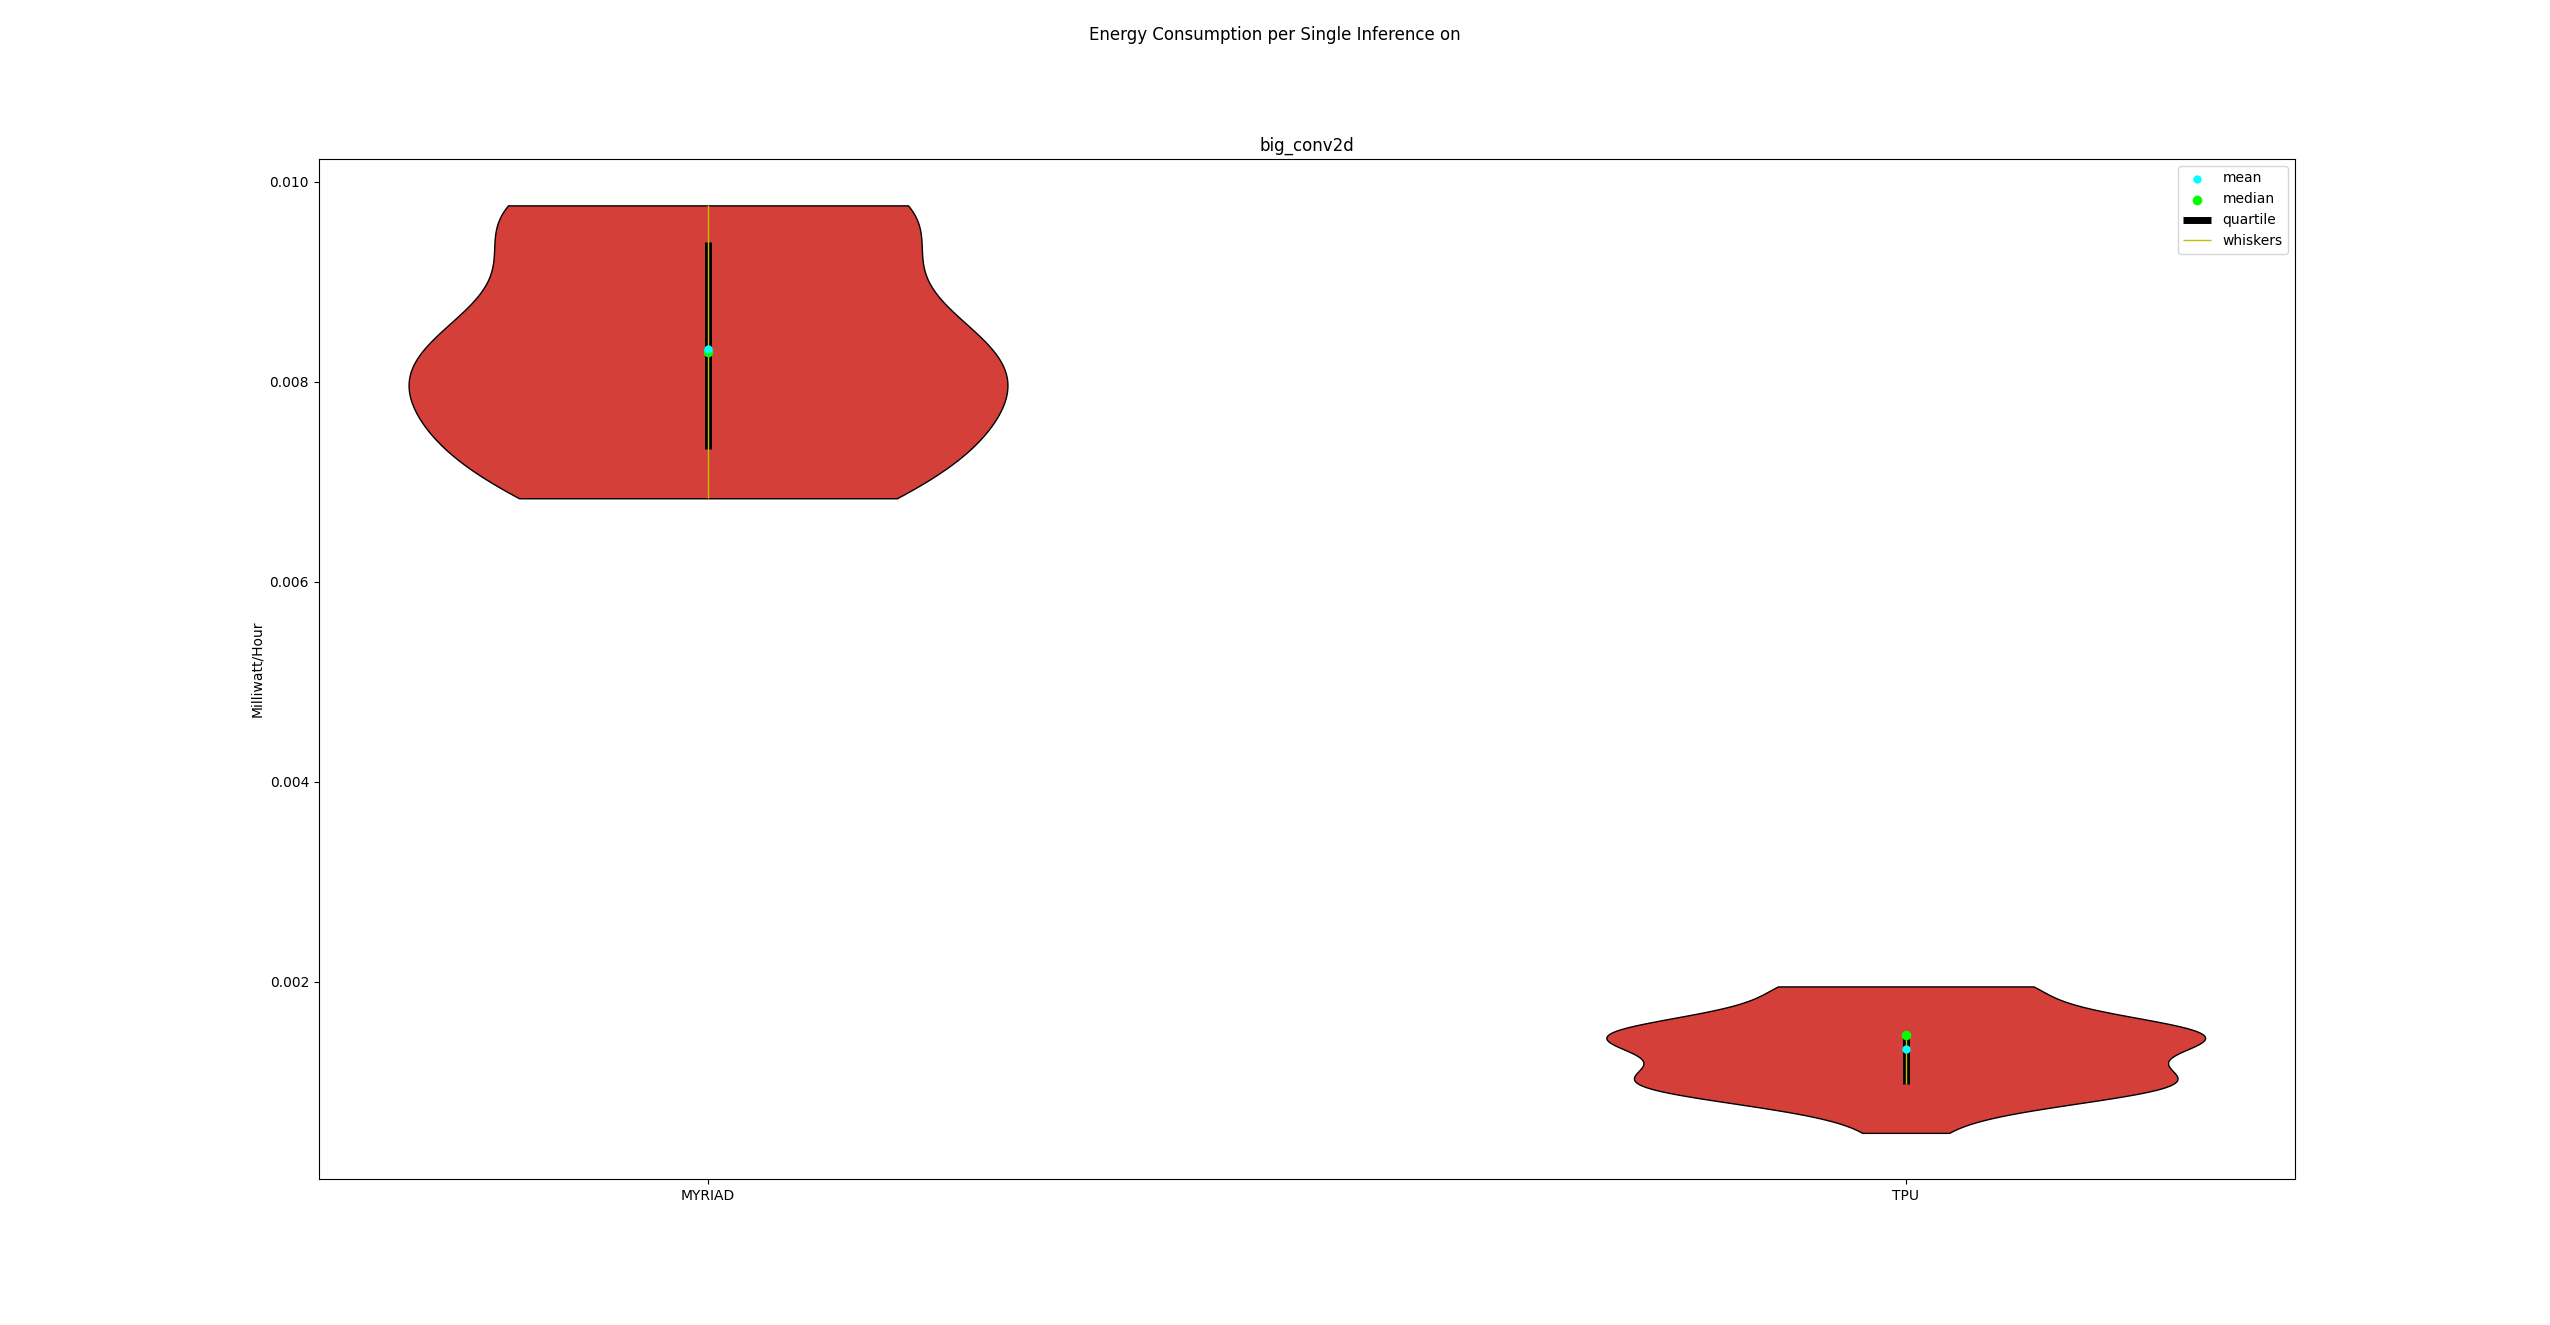 Energy Consumption per Single Inference on
big_conv2d
0.010
0.008
0.006
0.004
0.002
Milliwatt/Hour
mean
median
quartile
whiskers
MYRIAD
TPU